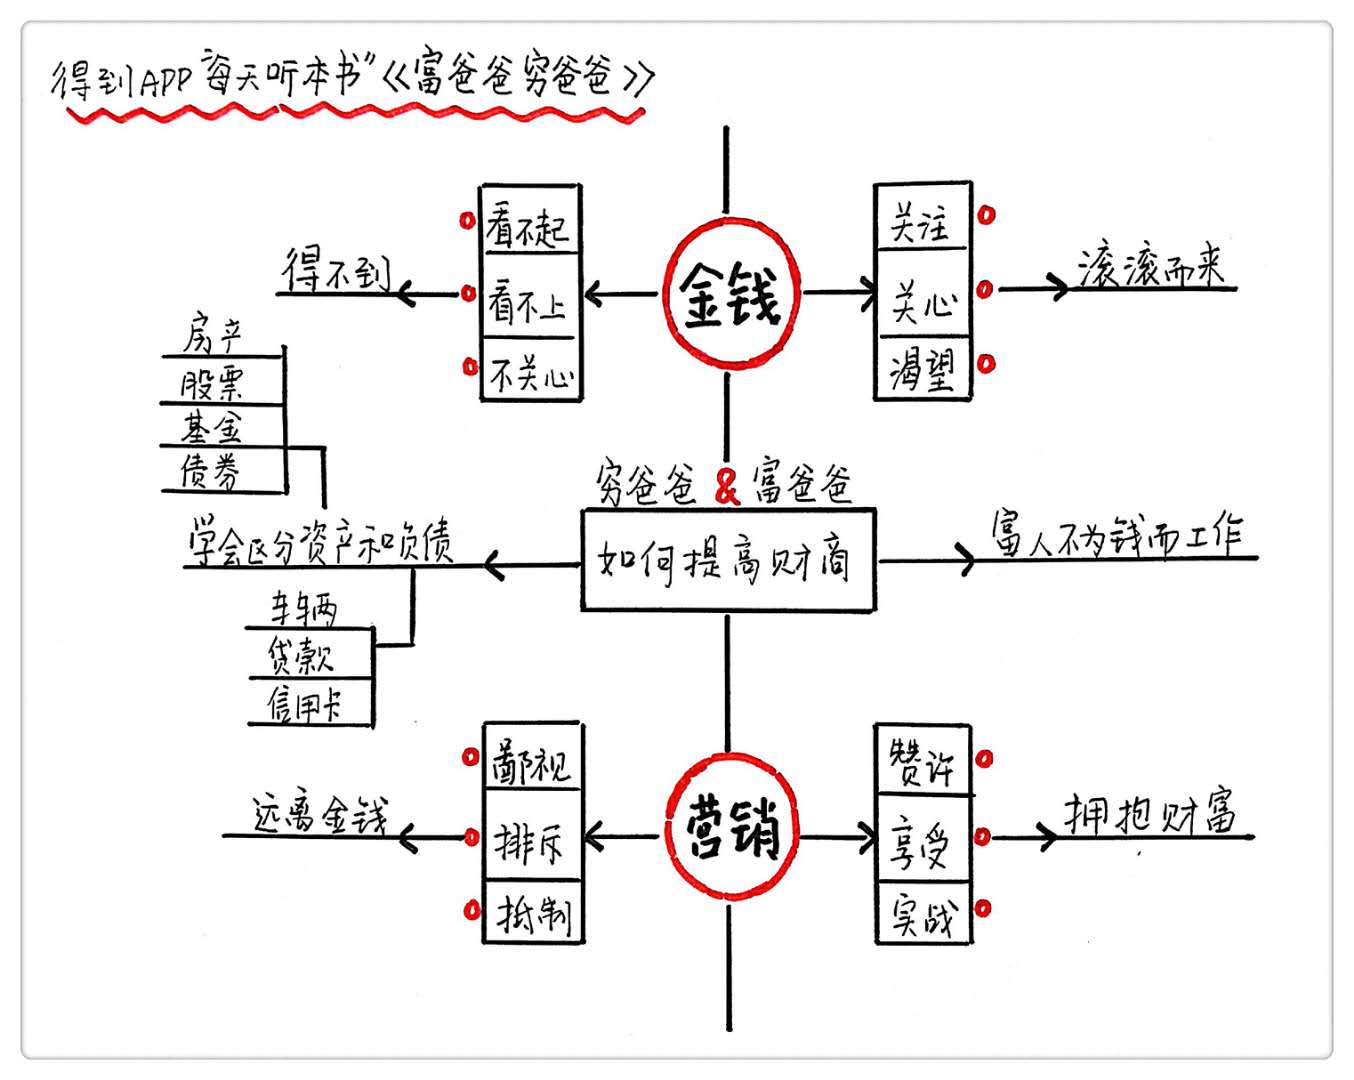 得到APP"每天听本书"《富爸爸穷爸爸》
金钱
看不起
看不上
不关心
得不到
关注
关心
渴望
滚滚而来
穷爸爸 & 富爸爸
如何提高财商
学会区分资产和负债
房产
股票
基金
债券
车辆
贷款
信用卡
富人不为钱而工作
营销
鄙视
排斥
抵制
远离金钱
赞许
享受
实战
拥抱财富